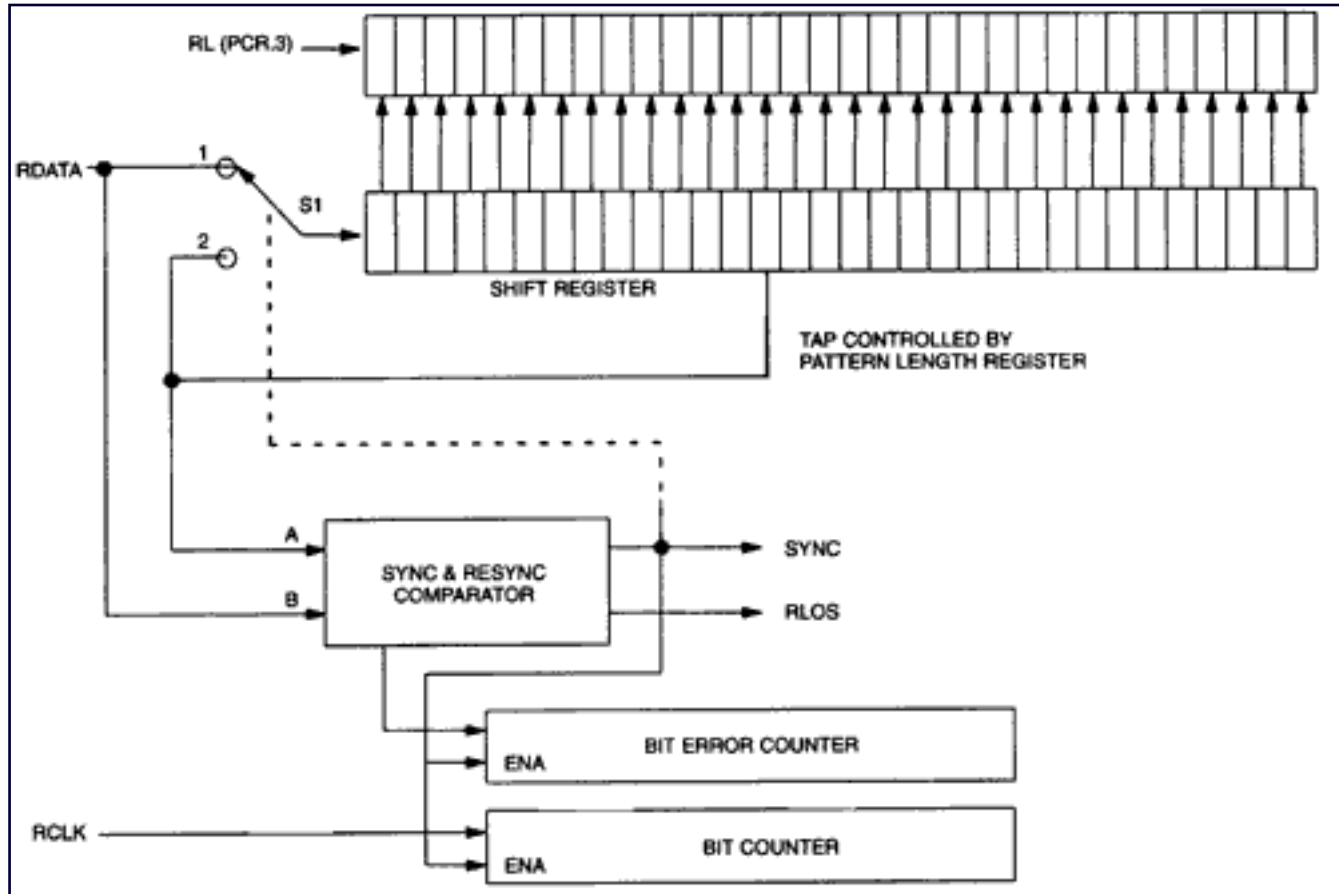 RL (PCR.3)
RDATA
1
S1
2
SHIFT REGISTER
TAP CONTROLLED BY
PATTERN LENGTH REGISTER
A
B
SYNC & RESYNC
COMPARATOR
SYNC
RLOS
BIT ERROR COUNTER
ENA
RCLK
BIT COUNTER
ENA